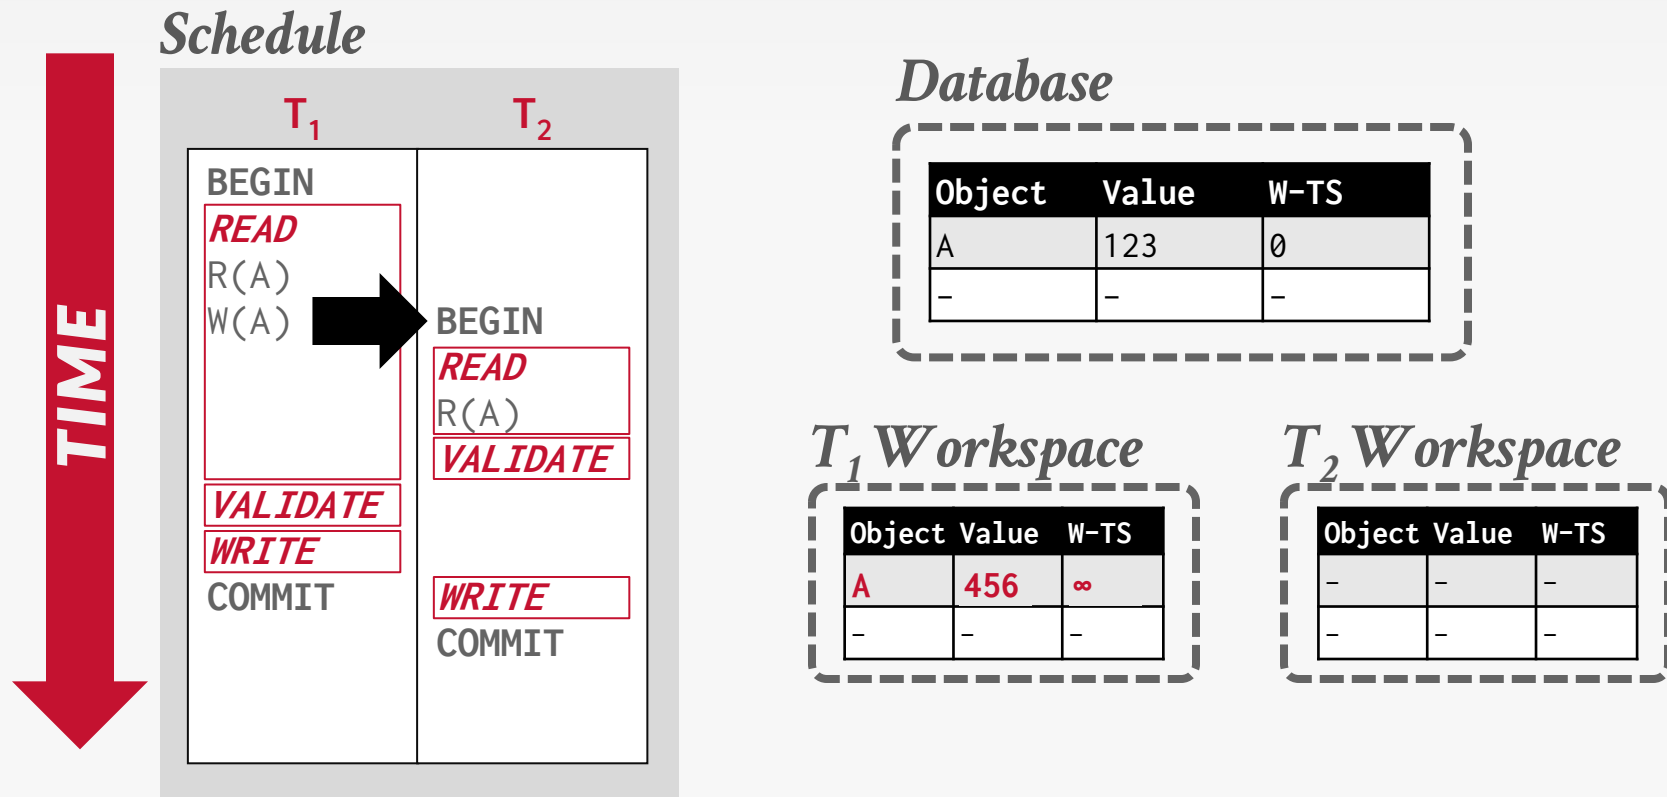 Schedule
TIME
T1 T2
BEGIN
READ
R(A)
W(A)
VALIDATE
WRITE
COMMIT
BEGIN
READ
R(A)
VALIDATE
WRITE
COMMIT
Database
Object Value W-TS
A 123 0
- - -
T1 Workspace
Object Value W-TS
A 456 ∞
- - -
T2 Workspace
Object Value W-TS
- - -
- - -